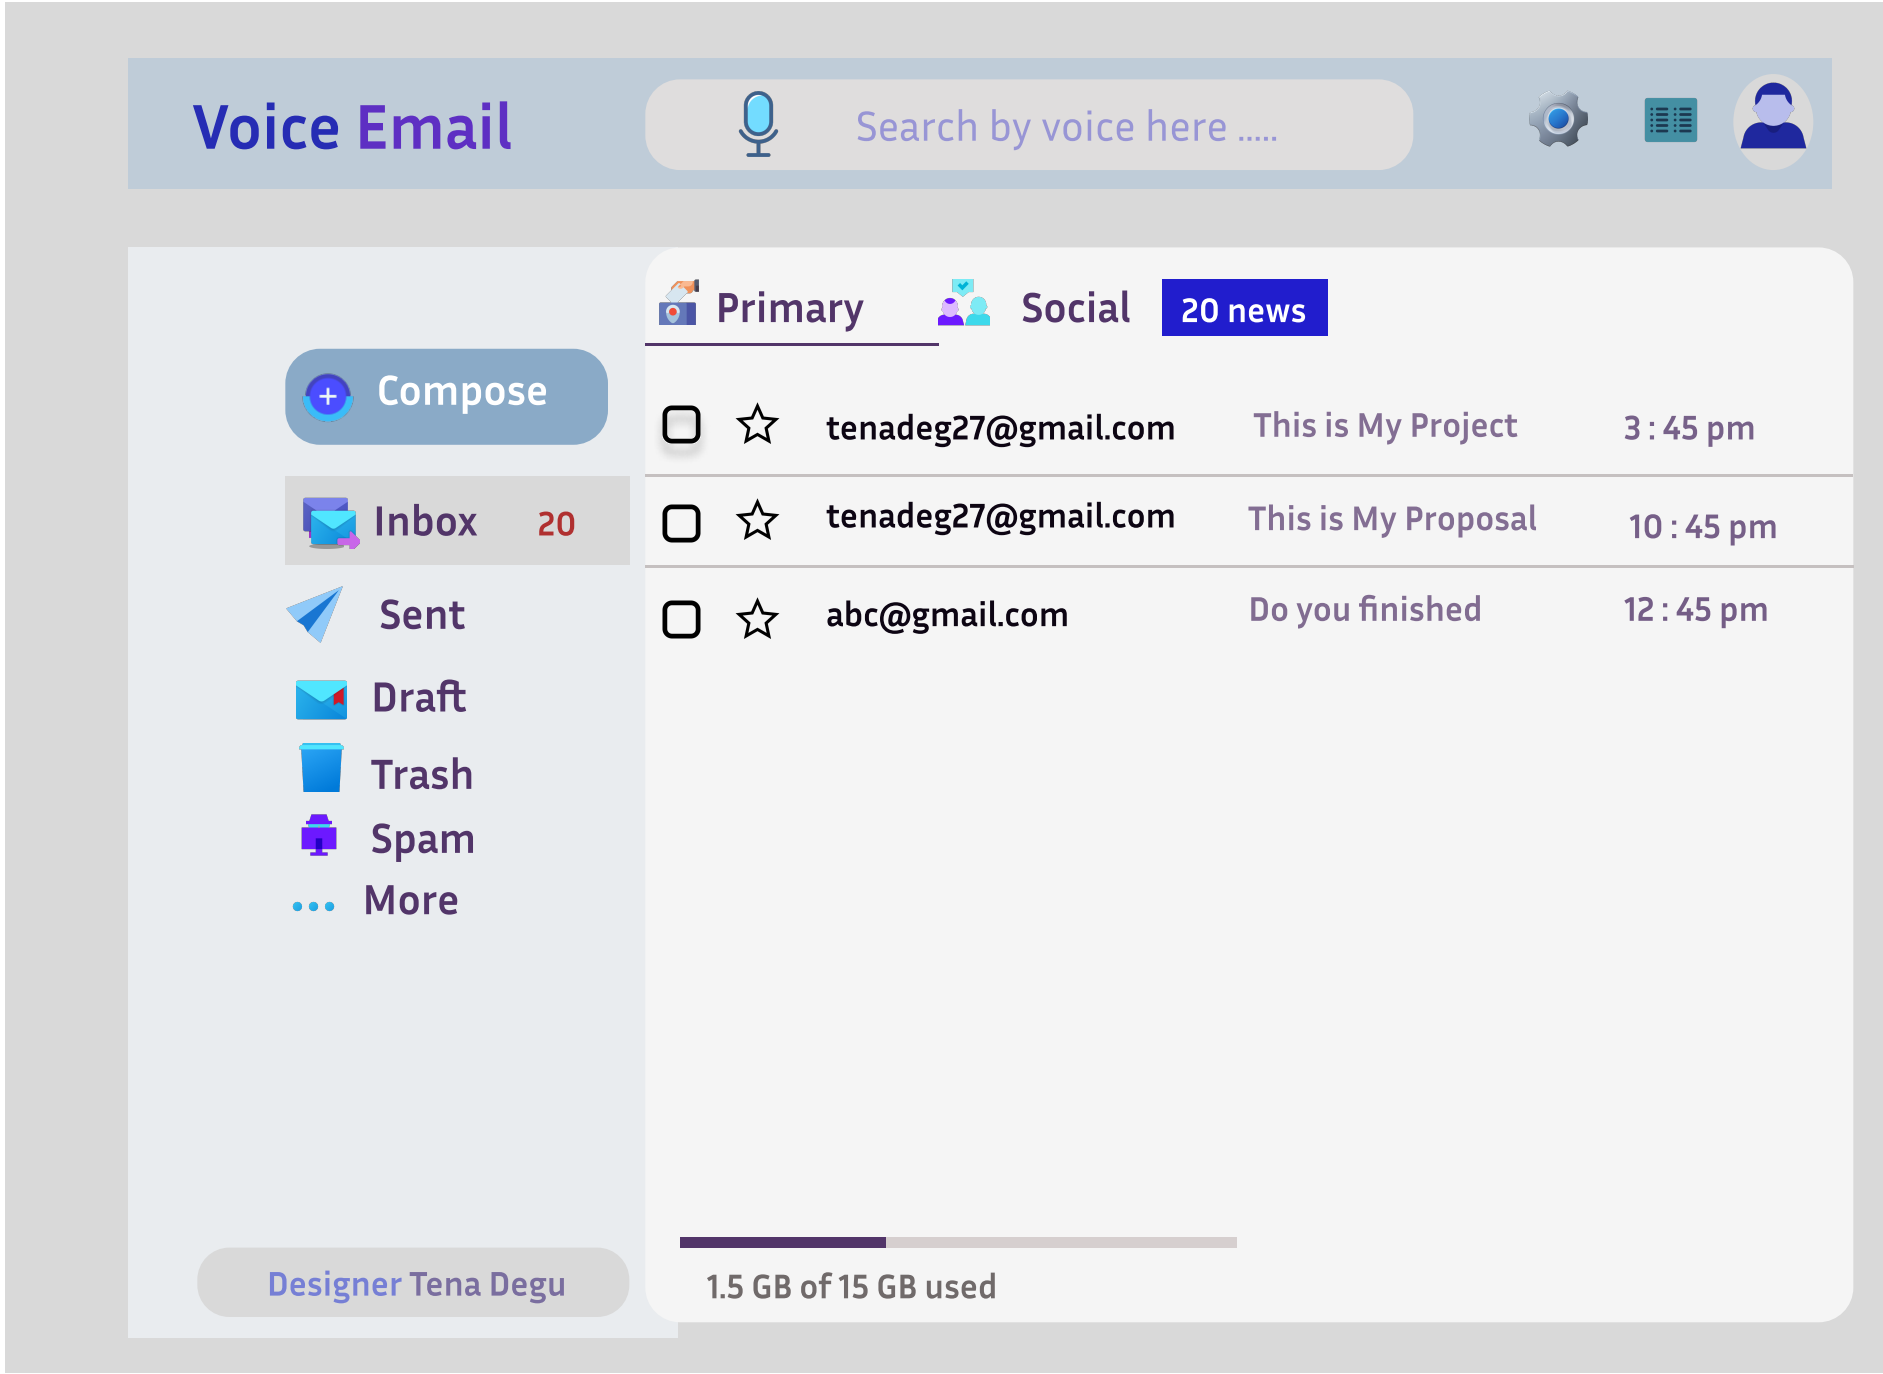 Voice Email
Search by voice here .....
Primary
Social
20 news
Compose
Inbox 20
Sent
Draft
Trash
Spam
More
tenadeg27@gmail.com This is My Project 3 : 45 pm
tenadeg27@gmail.com This is My Proposal 10 : 45 pm
abc@gmail.com Do you finished 12 : 45 pm
Designer Tena Degu
1.5 GB of 15 GB used